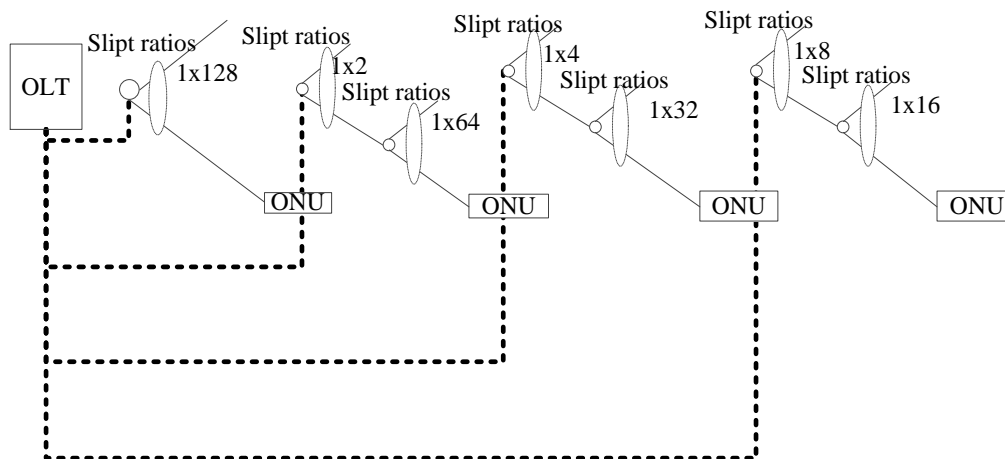 OLT
Slipt ratios
1x128
Slipt ratios
1x2
Slipt ratios
1x64
Slipt ratios
1x4
Slipt ratios
1x32
Slipt ratios
1x8
Slipt ratios
1x16
ONU
ONU
ONU
ONU